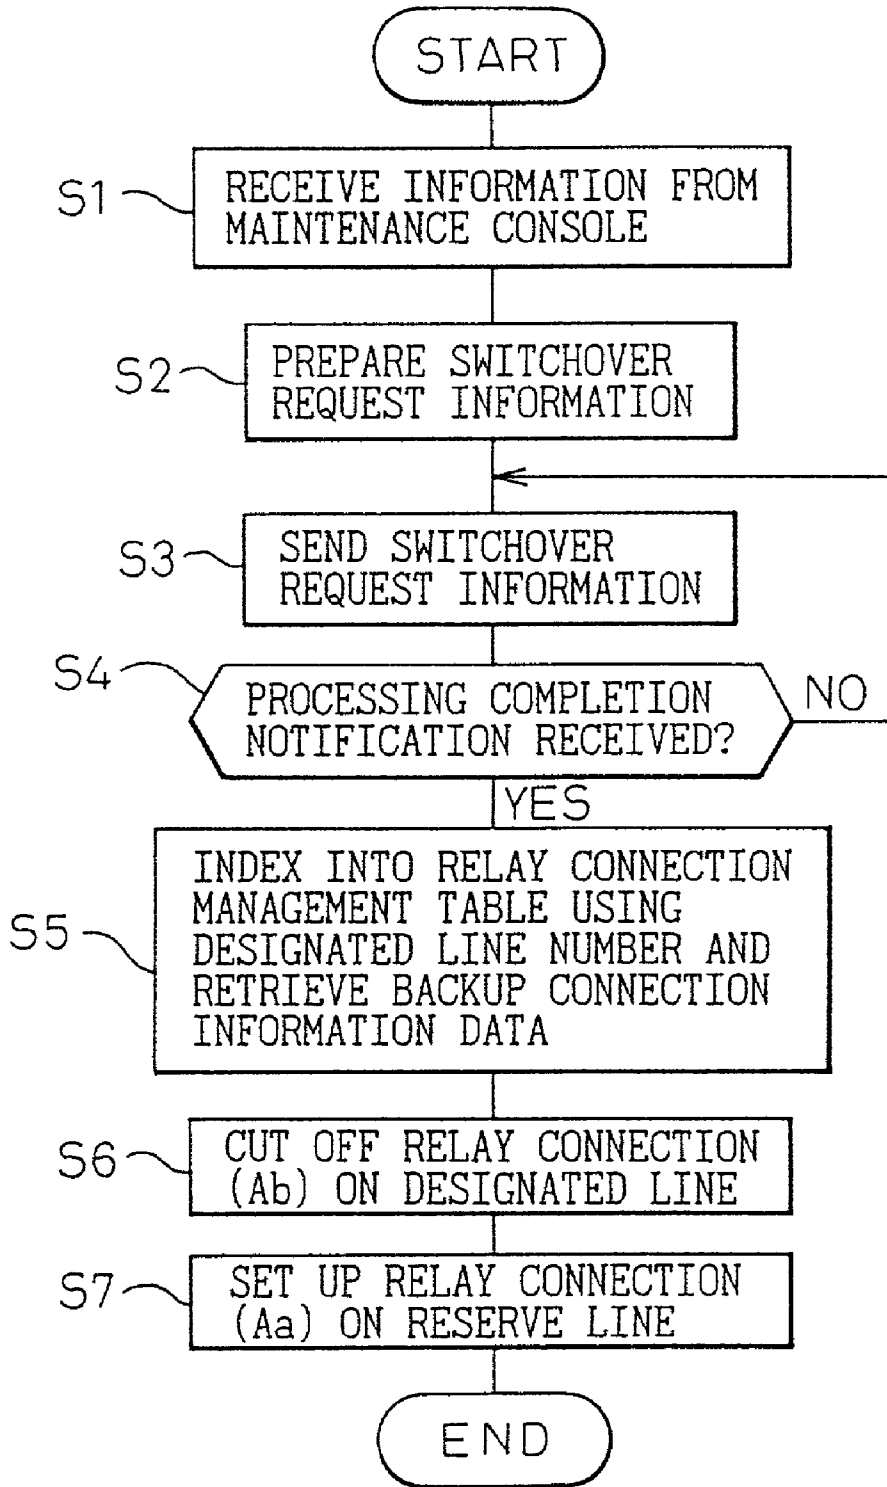 START
S1
RECEIVE INFORMATION FROM
MAINTENANCE CONSOLE
S2
PREPARE SWITCHOVER
REQUEST INFORMATION
S3
SEND SWITCHOVER
REQUEST INFORMATION
S4
PROCESSING COMPLETION
NOTIFICATION RECEIVED?
NO
YES
S5
INDEX INTO RELAY CONNECTION
MANAGEMENT TABLE USING
DESIGNATED LINE NUMBER AND
RETRIEVE BACKUP CONNECTION
INFORMATION DATA
S6
CUT OFF RELAY CONNECTION
(Ab) ON DESIGNATED LINE
S7
SET UP RELAY CONNECTION
(Aa) ON RESERVE LINE
END